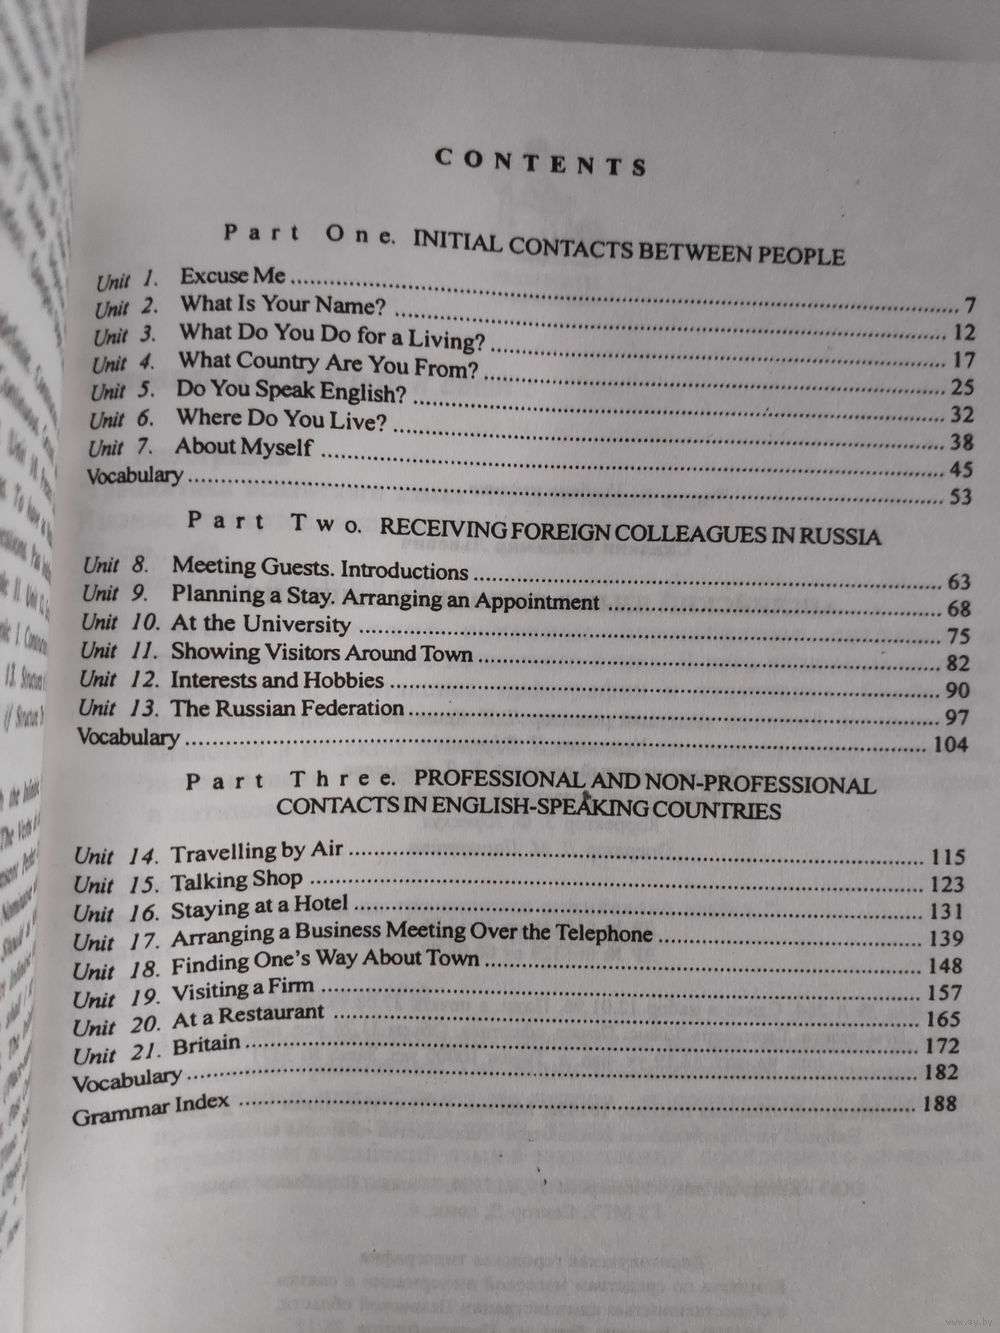 CONTENTS
Part One. INITIAL CONTACTS BETWEEN PEOPLE
Unit 1. Excuse Me 7
Unit 2. What Is Your Name? 12
Unit 3. What Do You Do for a Living? 17
Unit 4. What Country Are You From? 25
Unit 5. Do You Speak English? 32
Unit 6. Where Do You Live? 38
Unit 7. About Myself 45
Vocabulary 53
Part Two. RECEIVING FOREIGN COLLEAGUES IN RUSSIA
Unit 8. Meeting Guests. Introductions 63
Unit 9. Planning a Stay. Arranging an Appointment 68
Unit 10. At the University 75
Unit 11. Showing Visitors Around Town 82
Unit 12. Interests and Hobbies 90
Unit 13. The Russian Federation 97
Vocabulary 104
Part Three. PROFESSIONAL AND NON-PROFESSIONAL
CONTACTS IN ENGLISH-SPEAKING COUNTRIES
Unit 14. Travelling by Air 115
Unit 15. Talking Shop 123
Unit 16. Staying at a Hotel 131
Unit 17. Arranging a Business Meeting Over the Telephone 139
Unit 18. Finding One's Way About Town 148
Unit 19. Visiting a Firm 157
Unit 20. At a Restaurant 165
Unit 21. Britain 172
Vocabulary 182
Grammar Index 188
www.ay.by